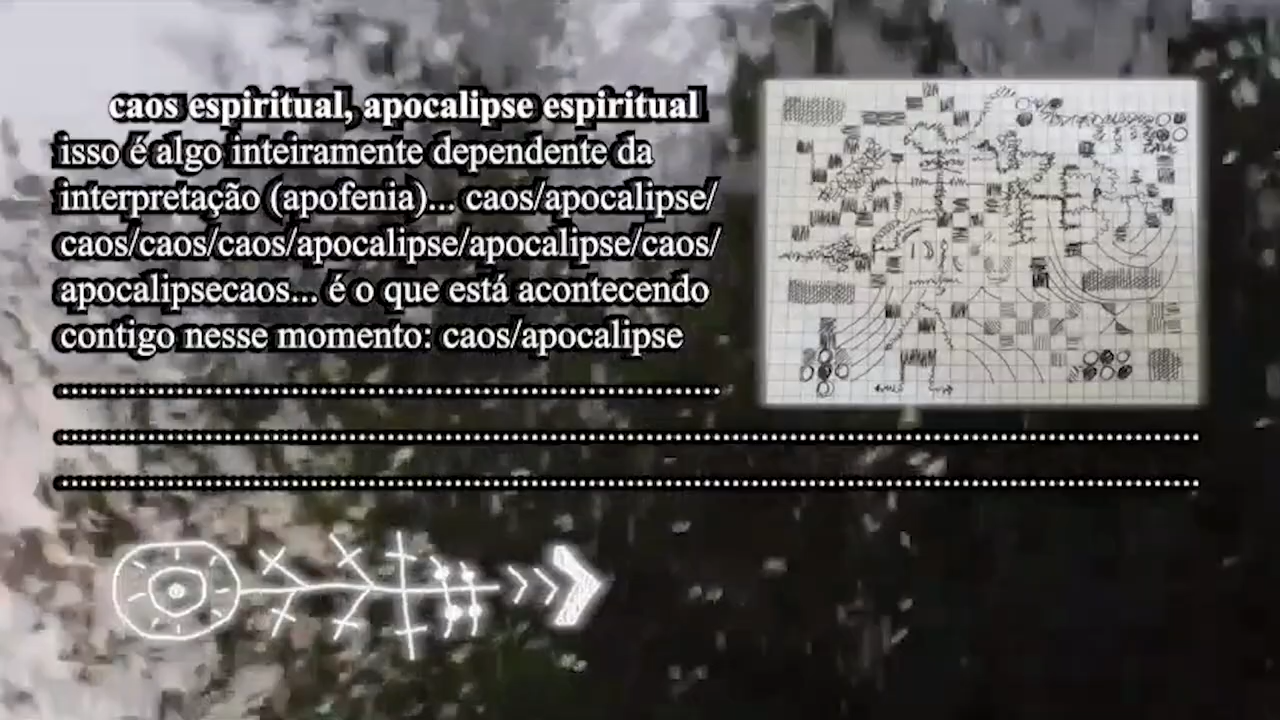 caos espiritual, apocalipse espiritual
isso é algo inteiramente dependente da
interpretação (apofenia)... caos/apocalipse/
caos/caos/caos/apocalipse/apocalipse/caos/
apocalipsecaos... é o que está acontecendo
contigo nesse momento: caos/apocalipse